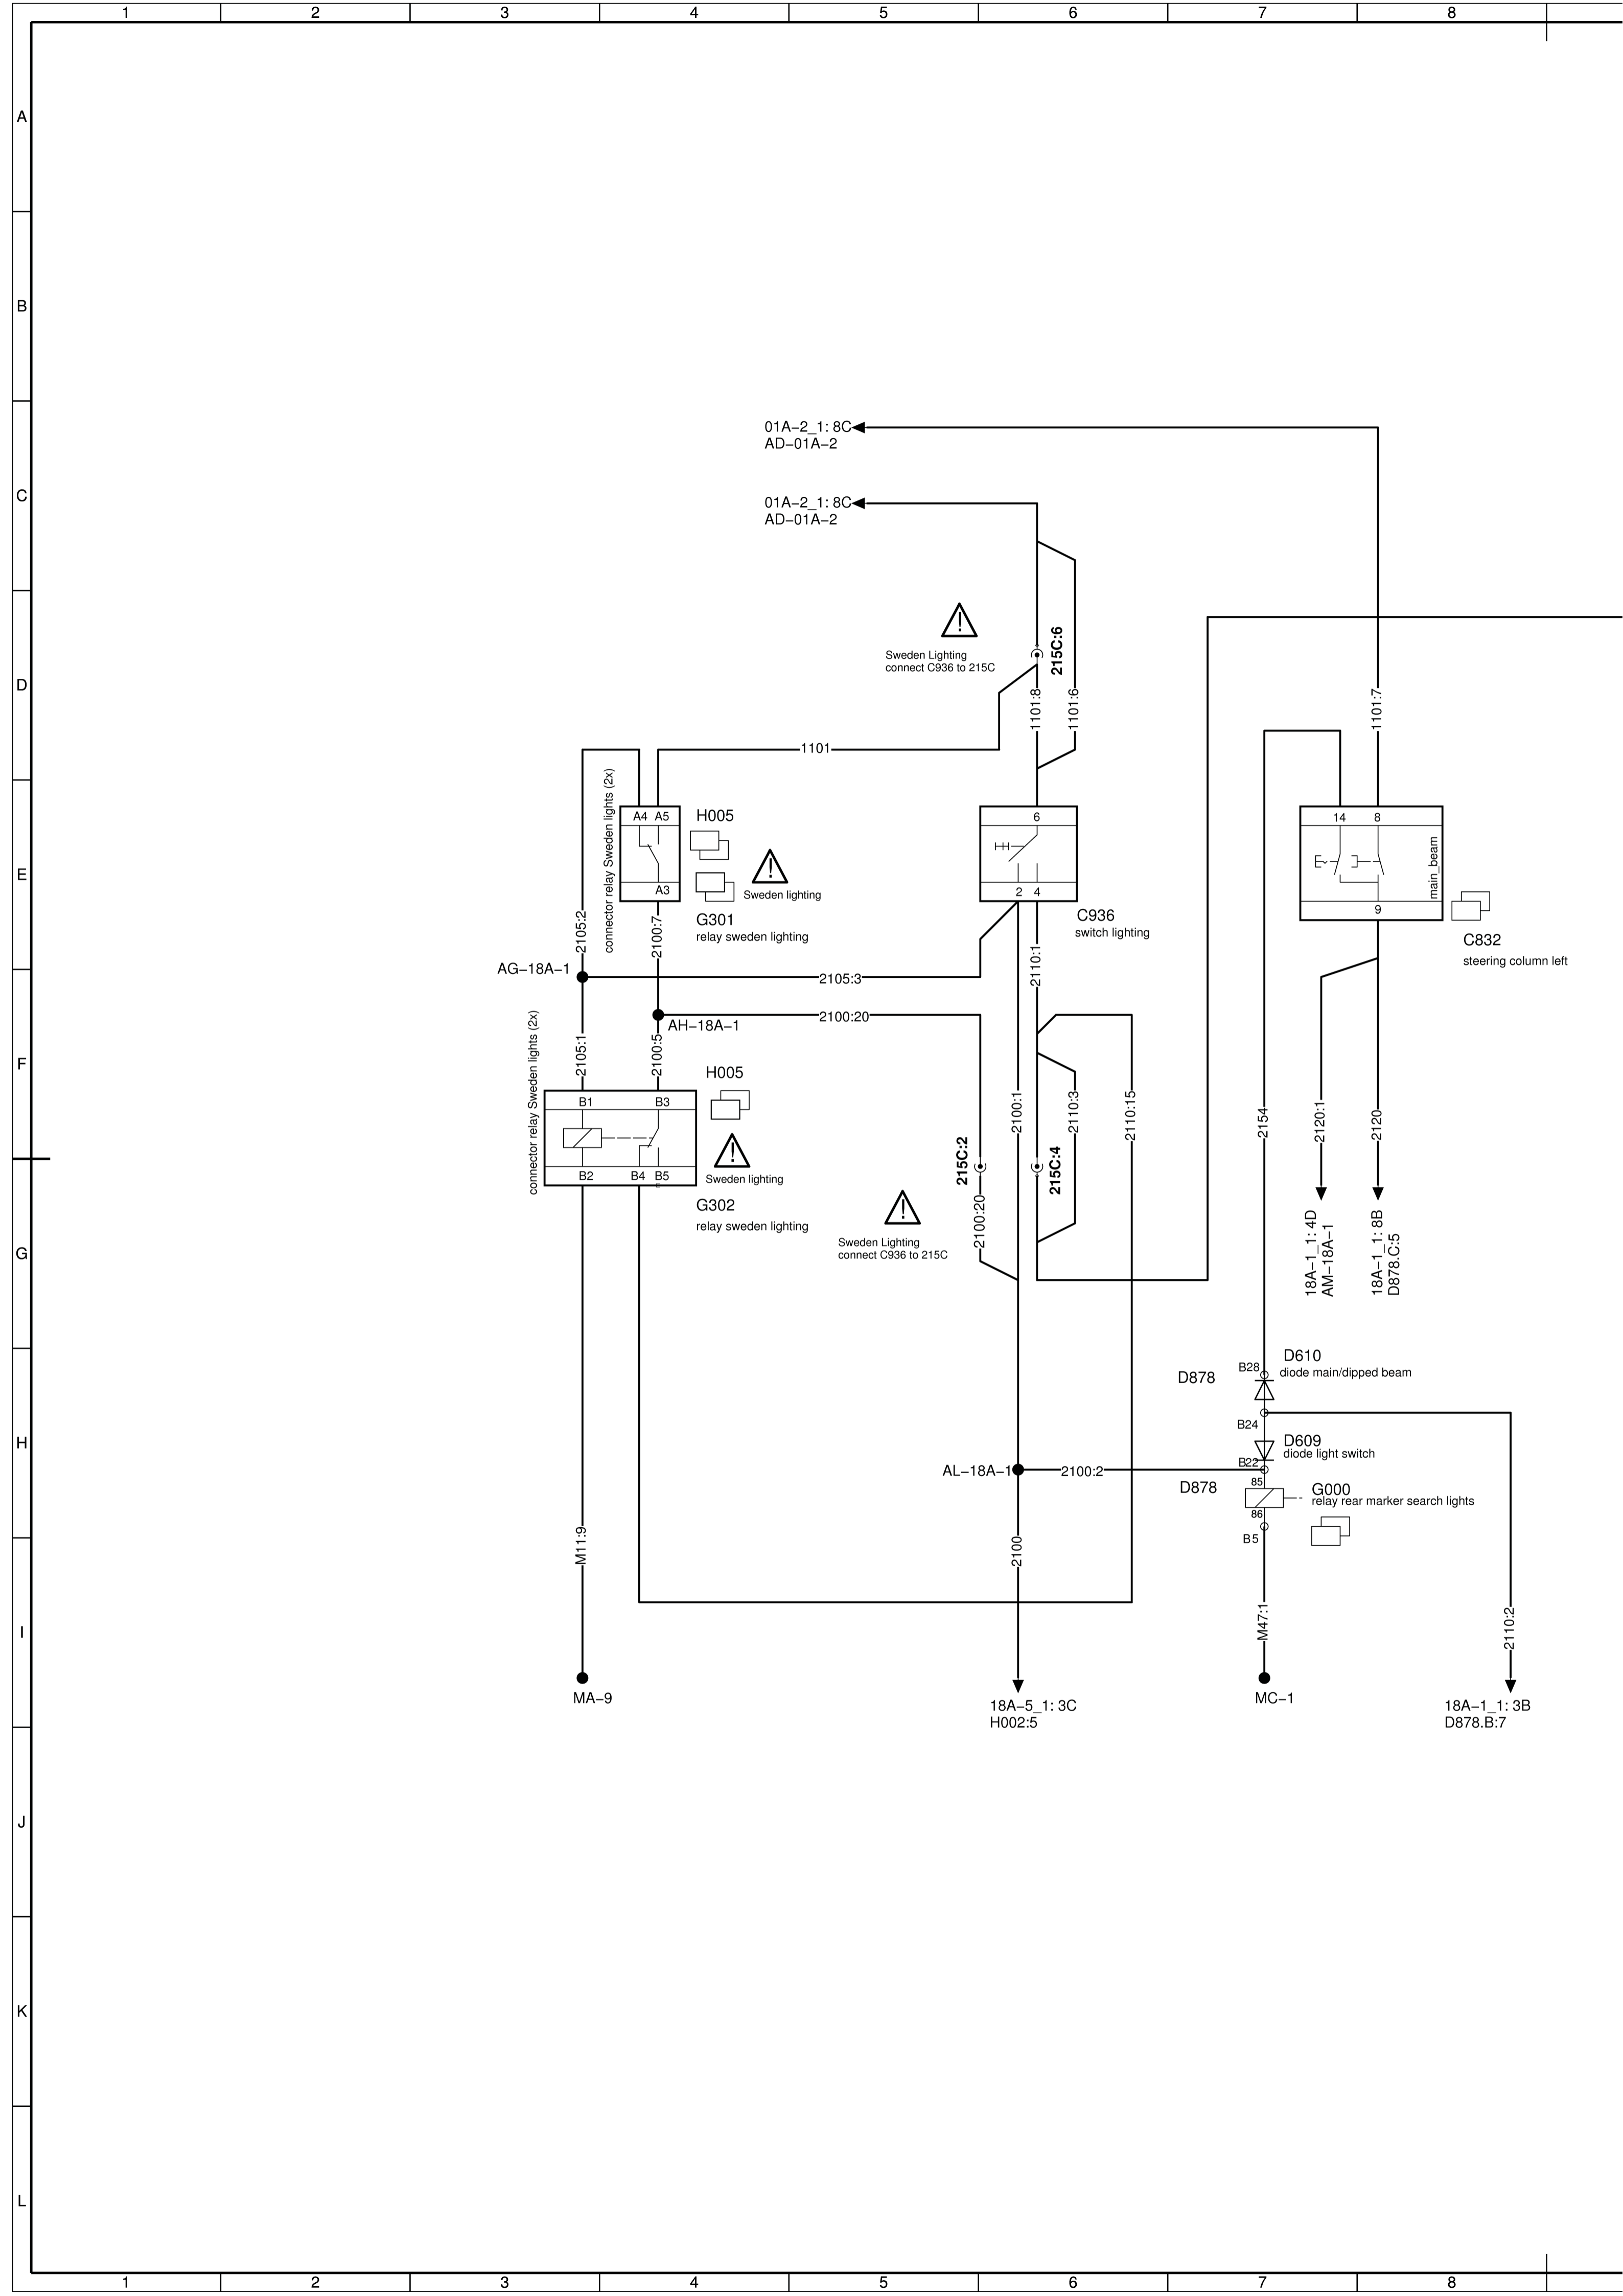 1 2 3 4 5 6 7 8
A
B
C
D
E
F
G
H
I
J
K
L
01A−2_1: 8C
AD−01A−2
01A−2_1: 8C
AD−01A−2
Sweden Lighting
connect C936 to 215C
215C:6
1101:8
1101:6
1101:7
1101
connector relay Sweden lights (2x)
A4 A5
A3
H005
Sweden lighting
G301
relay sweden lighting
6
2 4
C936
switch lighting
14 8
main_beam
9
C832
steering column left
2105:2
2100:7
2110:1
AG−18A−1
2105:3
2100:20
AH−18A−1
2105:1
2100:5
connector relay Sweden lights (2x)
B1 B3
B2 B4 B5
H005
Sweden lighting
G302
relay sweden lighting
2100:1
2110:3
2110:15
2154
2120:1
2120
215C:2
215C:4
2100:20
Sweden Lighting
connect C936 to 215C
18A−1_1: 4D
AM−18A−1
18A−1_1: 8B
D878.C:5
D610
diode main/dipped beam
B28
D878
B24
D609
diode light switch
B22
AL−18A−1
2100:2
D878
85
G000
relay rear marker search lights
86
B5
M11:9
2100
M47:1
2110:2
MA−9
18A−5_1: 3C
H002:5
MC−1
18A−1_1: 3B
D878.B:7
1 2 3 4 5 6 7 8